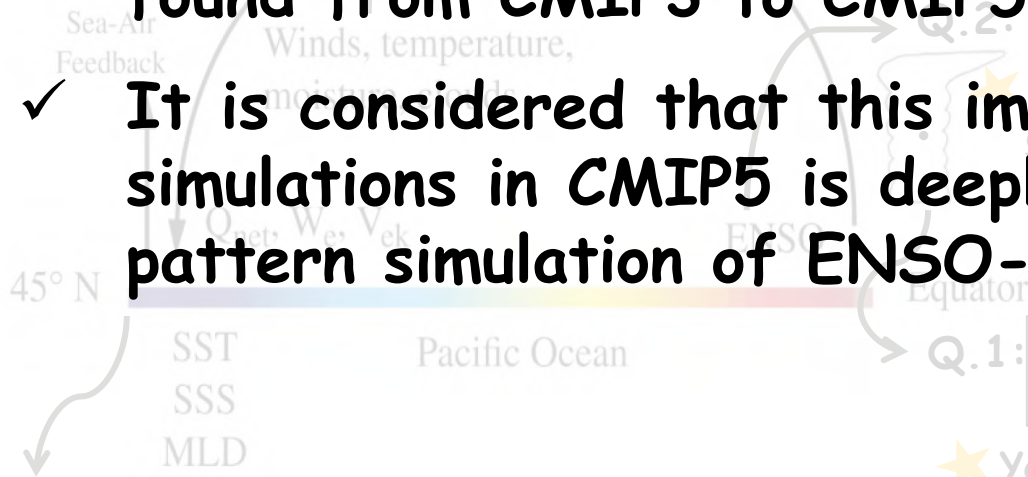 found from CMIP3 to CMIP5
Sea-Air
Feedback
Winds, temperature,
moisture, clouds
Q.2:
✓ It is considered that this im
simulations in CMIP5 is deepl
Qnet, We, Vek
ENSO
pattern simulation of ENSO-
45° N
Equator
SST
SSS
MLD
Pacific Ocean
Q.1: